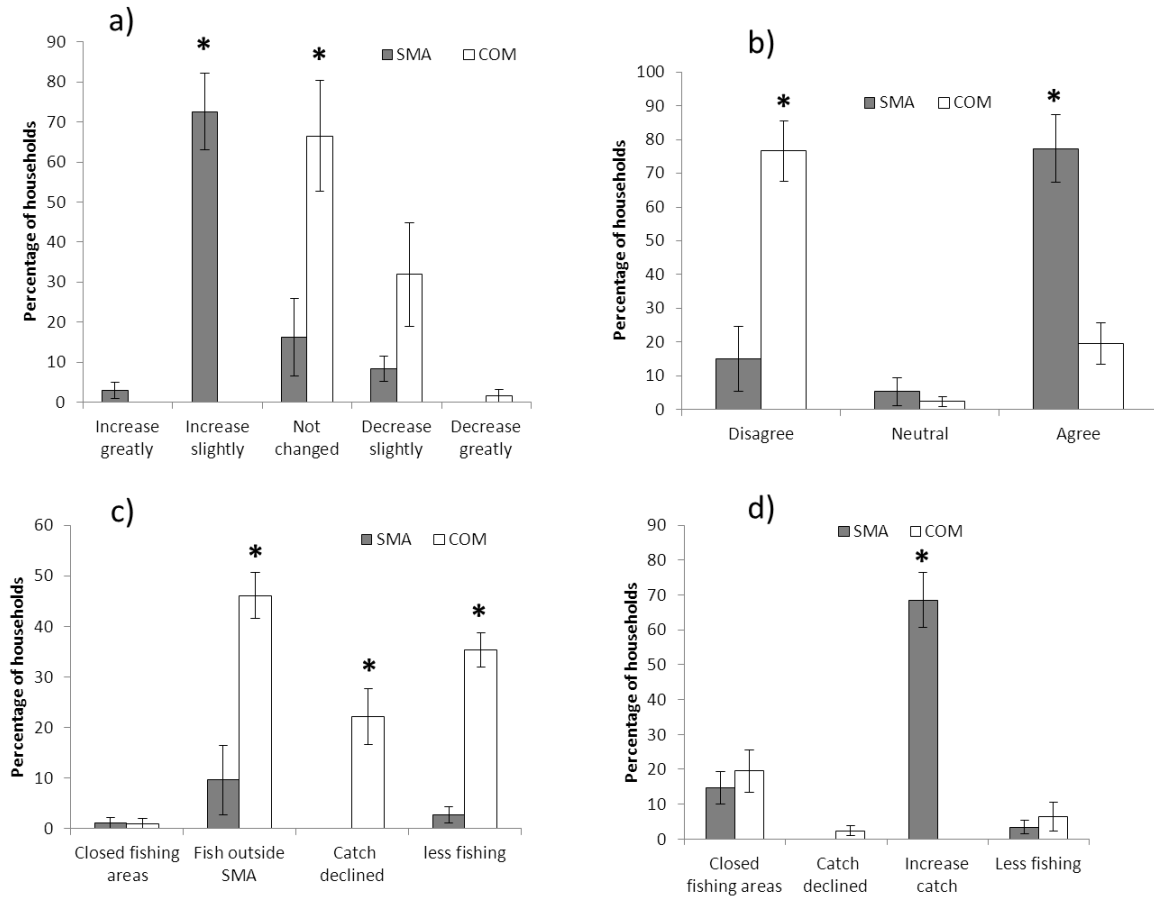 a)
90
80
70
60
50
40
30
20
10
0
Percentage of households
SMA COM
* *
Increase greatly
Increase slightly
Not changed
Decrease slightly
Decrease greatly
b)
100
90
80
70
60
50
40
30
20
10
0
Percentage of households
SMA COM
* *
Disagree Neutral Agree
c)
60
50
40
30
20
10
0
Percentage of households
SMA COM
* * *
Closed fishing areas
Fish outside SMA
Catch declined
less fishing
d)
90
80
70
60
50
40
30
20
10
0
Percentage of households
SMA COM
*
Closed fishing areas
Catch declined
Increase catch
Less fishing